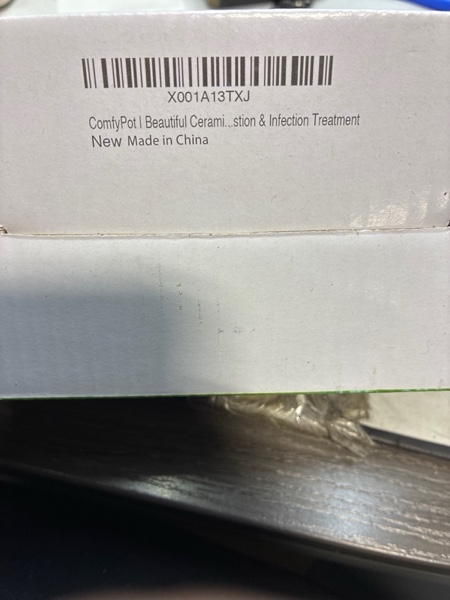 X001A13TXJ
ComfyPot | Beautiful Cerami...stion & Infection Treatment
New Made in China